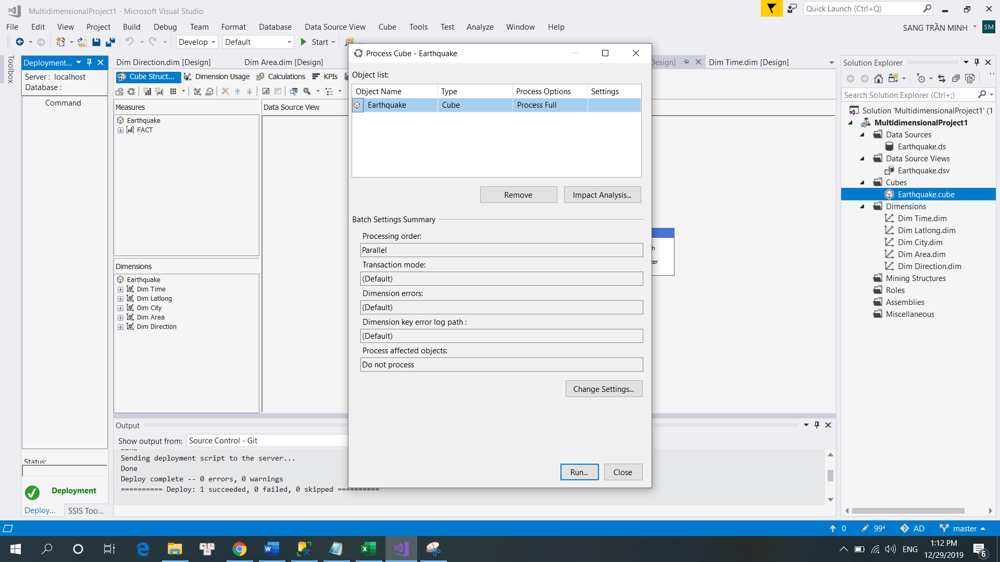 MultidimensionalProject1 - Microsoft Visual Studio
Quick Launch (Ctrl+Q)
File Edit View Project Build Debug Team Format Database Data Source View Cube Tools Test Analyze Window Help
SANG TRẦN MINH SM
Develop Default Start
Toolbox
Deployment...
Server : localhost
Database :
Command
Status:
Deployment
Deploy... SSIS Too...
Dim Direction.dim [Design] Dim Area.dim [Design] Design] Dim Time.dim [Design]
Cube Struct... Dimension Usage Calculations KPIs
Measures
Earthquake
FACT
Data Source View
Dimensions
Earthquake
Dim Time
Dim Latlong
Dim City
Dim Area
Dim Direction
Process Cube - Earthquake
Object list:
Object Name Type Process Options Settings
Earthquake Cube Process Full
Remove Impact Analysis...
Batch Settings Summary
Processing order:
Parallel
Transaction mode:
(Default)
Dimension errors:
(Default)
Dimension key error log path :
(Default)
Process affected objects:
Do not process
Change Settings...
Run... Close
Output
Show output from: Source Control - Git
Done
Sending deployment script to the server...
Done
Deploy complete -- 0 errors, 0 warnings
========== Deploy: 1 succeeded, 0 failed, 0 skipped ==========
Solution Explorer
Search Solution Explorer (Ctrl+;)
Solution 'MultidimensionalProject1' (1
MultidimensionalProject1
Data Sources
Earthquake.ds
Data Source Views
Earthquake.dsv
Cubes
Earthquake.cube
Dimensions
Dim Time.dim
Dim Latlong.dim
Dim City.dim
Dim Area.dim
Dim Direction.dim
Mining Structures
Roles
Assemblies
Miscellaneous
0 99* AD master
ENG
1:12 PM
12/29/2019
6